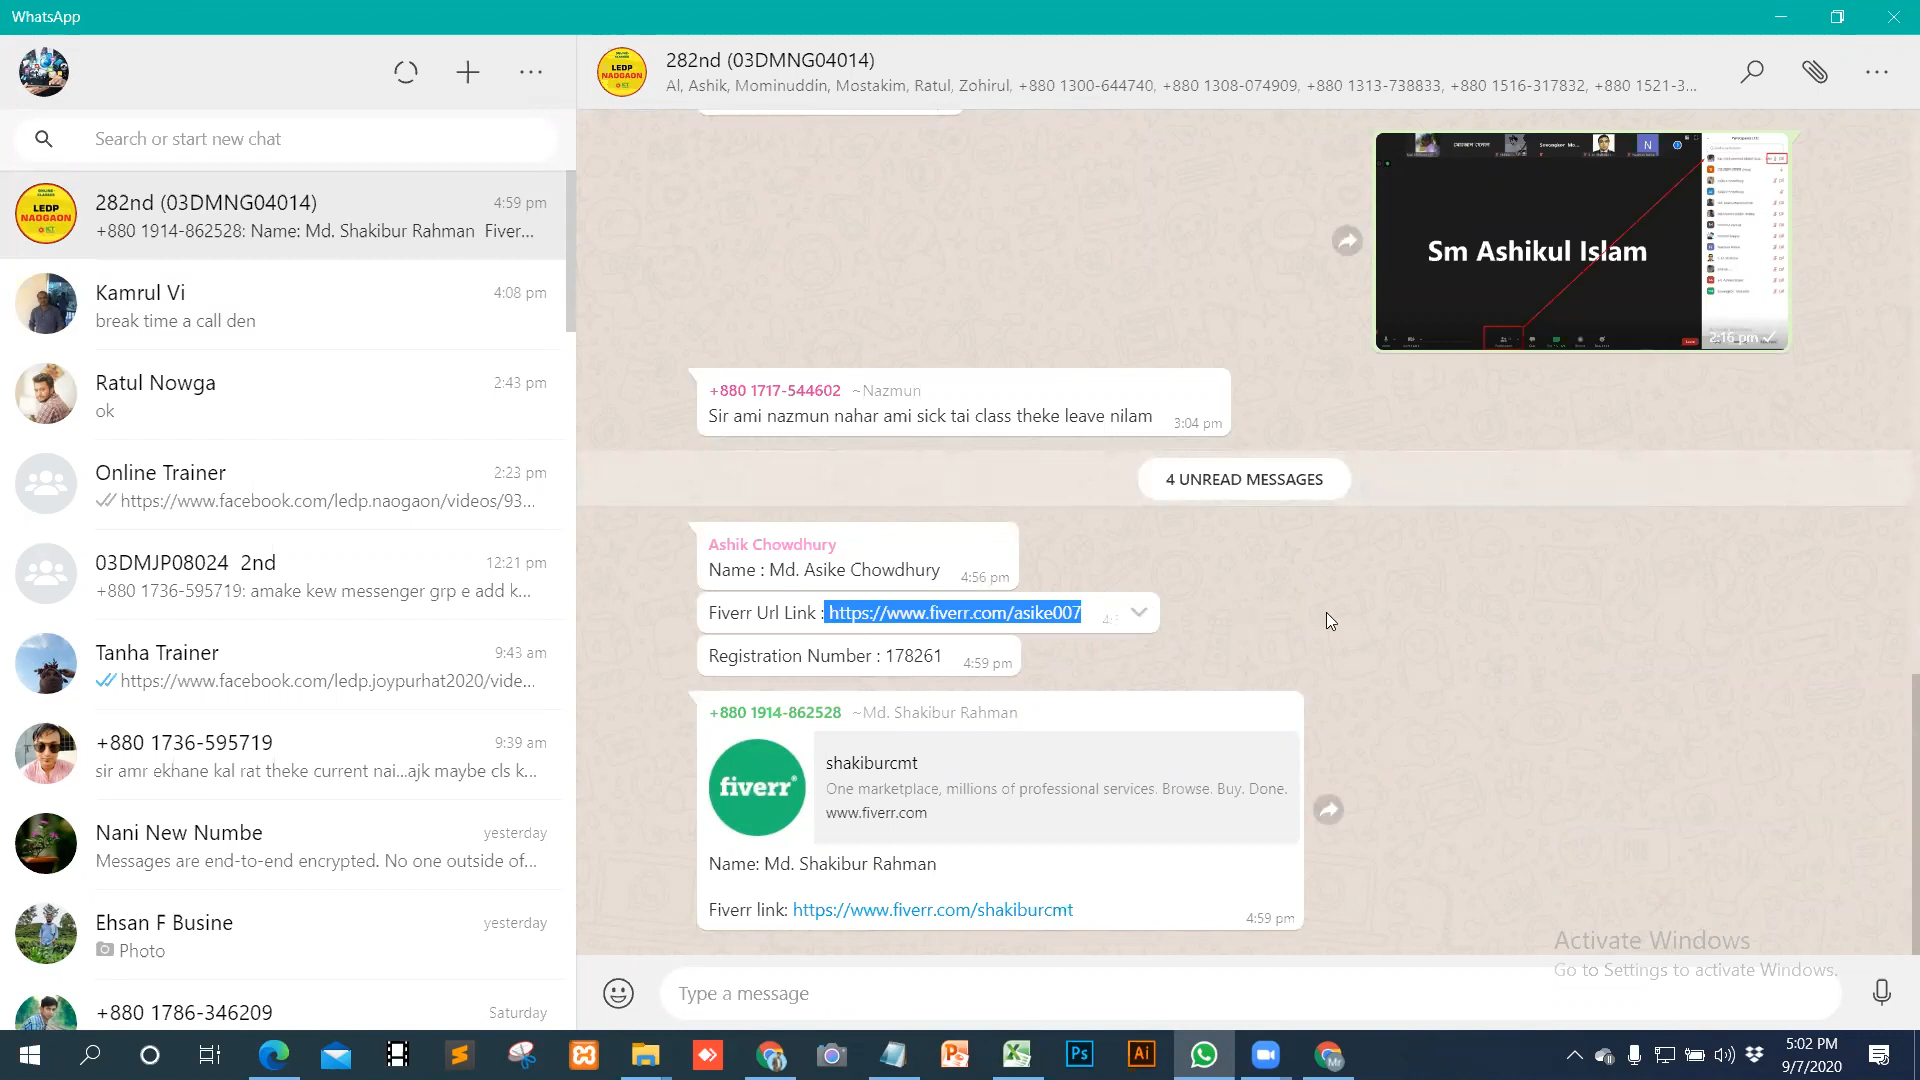 WhatsApp
282nd (03DMNG04014)
Al, Ashik, Mominuddin, Mostakim, Ratul, Zohirul, +880 1300-644740, +880 1308-074909, +880 1313-738833, +880 1516-317832, +880 1521-3...
Search or start new chat
LEDP
NAOGAON
282nd (03DMNG04014)
4:59 pm
+880 1914-862528: Name: Md. Shakibur Rahman Fiver...
Kamrul Vi
4:08 pm
break time a call den
Ratul Nowga
2:43 pm
ok
Online Trainer
2:23 pm
https://www.facebook.com/ledp.naogaon/videos/93...
03DMJP08024 2nd
12:21 pm
+880 1736-595719: amake kew messenger grp e add k...
Tanha Trainer
9:43 am
https://www.facebook.com/ledp.joypurhat2020/vide...
+880 1736-595719
9:39 am
sir amr ekhane kal rat theke current nai...ajk maybe cls k...
Nani New Numbe
yesterday
Messages are end-to-end encrypted. No one outside of...
Ehsan F Busine
yesterday
Photo
+880 1786-346209
Saturday
Sm Ashikul Islam
2:16 pm
+880 1717-544602 ~Nazmun
Sir ami nazmun nahar ami sick tai class theke leave nilam
3:04 pm
4 UNREAD MESSAGES
Ashik Chowdhury
Name : Md. Asike Chowdhury
4:56 pm
Fiverr Url Link : https://www.fiverr.com/asike007
Registration Number : 178261
4:59 pm
+880 1914-862528 ~Md. Shakibur Rahman
fiverr
shakiburcmt
One marketplace, millions of professional services. Browse. Buy. Done.
www.fiverr.com
Name: Md. Shakibur Rahman
Fiverr link: https://www.fiverr.com/shakiburcmt
4:59 pm
Activate Windows
Go to Settings to activate Windows.
Type a message
Ps
Ai
5:02 PM
9/7/2020